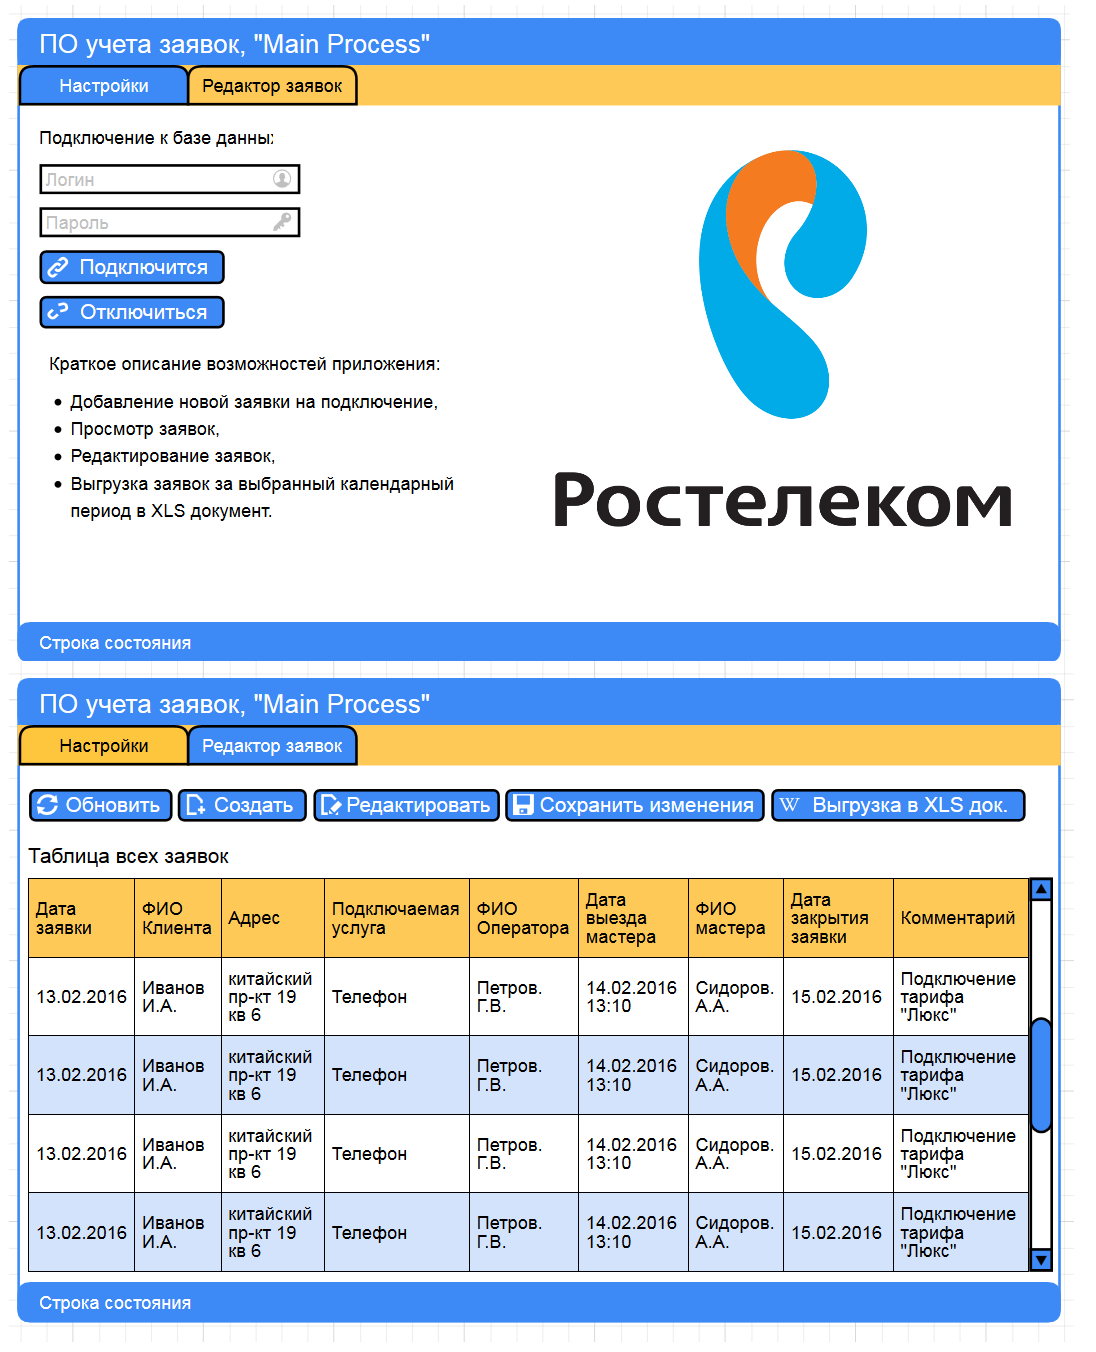 ПО учета заявок, "Main Process"
Настройки
Редактор заявок
Подключение к базе данны
Логин
Пароль
Подключится
Отключиться
Краткое описание возможностей приложения:
Добавление новой заявки на подключение,
Просмотр заявок,
Редактирование заявок,
Выгрузка заявок за выбранный календарный
период в XLS документ.
Ростелеком
Строка состояния
ПО учета заявок, "Main Process"
Настройки
Редактор заявок
Обновить
Создать
Редактировать
Сохранить изменения
W Выгрузка в XLS док.
Таблица всех заявок
Дата
заявки
ФИО
Клиента
Адрес
Подключаемая
услуга
ФИО
Оператора
Дата
выезда
мастера
ФИО
мастера
Дата
закрытия
заявки
Комментарий
13.02.2016
Иванов
И.А.
китайский
пр-кт 19
кв 6
Телефон
Петров.
Г.В.
14.02.2016
13:10
Сидоров.
А.А.
15.02.2016
Подключение
тарифа
"Люкс"
13.02.2016
Иванов
И.А.
китайский
пр-кт 19
кв 6
Телефон
Петров.
Г.В.
14.02.2016
13:10
Сидоров.
А.А.
15.02.2016
Подключение
тарифа
"Люкс"
13.02.2016
Иванов
И.А.
китайский
пр-кт 19
кв 6
Телефон
Петров.
Г.В.
14.02.2016
13:10
Сидоров.
А.А.
15.02.2016
Подключение
тарифа
"Люкс"
13.02.2016
Иванов
И.А.
китайский
пр-кт 19
кв 6
Телефон
Петров.
Г.В.
14.02.2016
13:10
Сидоров.
А.А.
15.02.2016
Подключение
тарифа
"Люкс"
Строка состояния